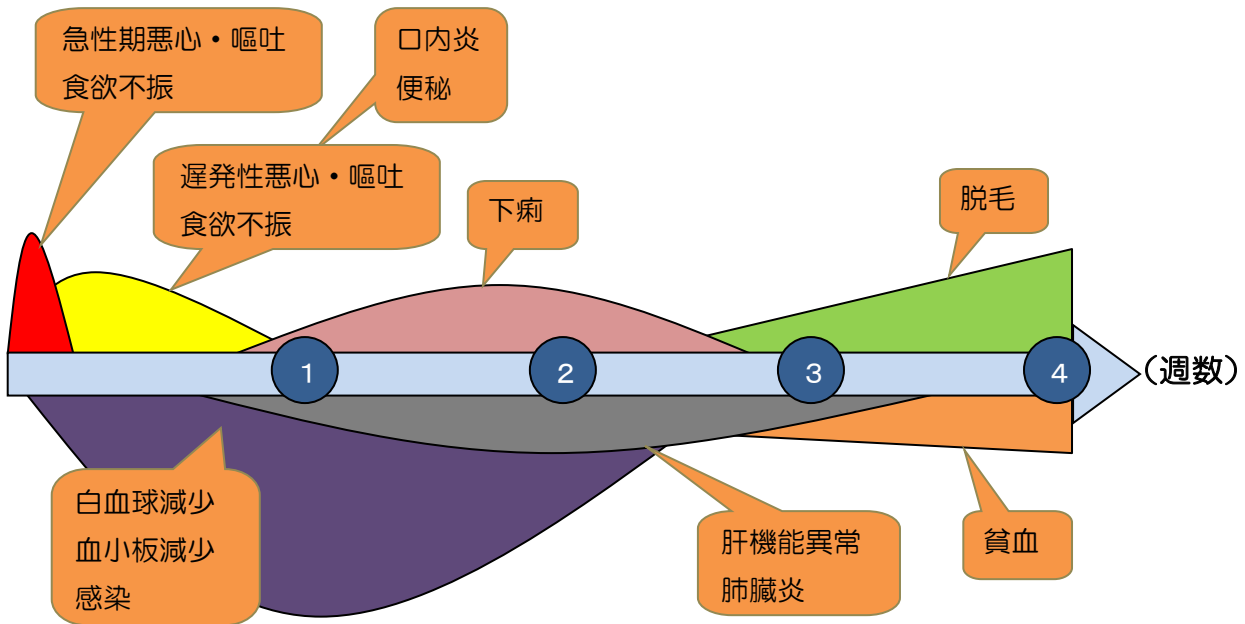 急性期悪心・嘔吐
食欲不振
口内炎
便秘
遅発性悪心・嘔吐
食欲不振
下痢
脱毛
1
2
3
4
(週数)
白血球減少
血小板減少
感染
肝機能異常
肺臓炎
貧血